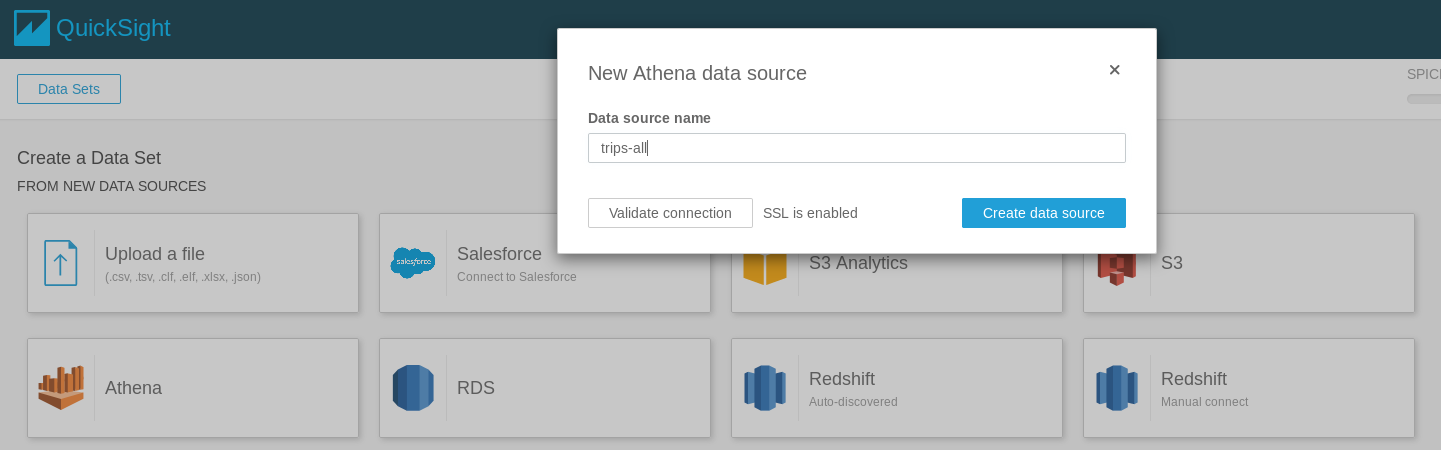 QuickSight
New Athena data source
×
Data Sets
SPICE
Data source name
trips-all
Create a Data Set
FROM NEW DATA SOURCES
Validate connection
SSL is enabled
Create data source
Upload a file
(.csv, .tsv, .clf, .elf, .xlsx, .json)
salesforce
Salesforce
Connect to Salesforce
S3 Analytics
S3
Athena
RDS
Redshift
Auto-discovered
Redshift
Manual connect